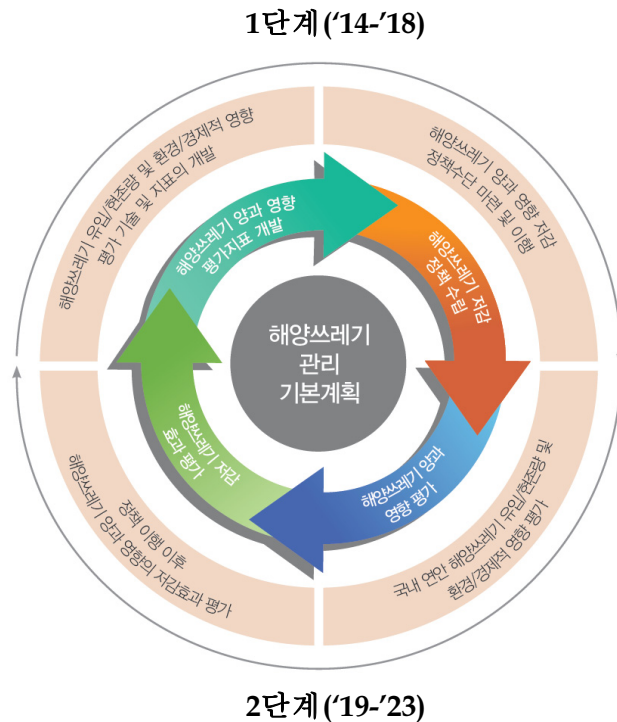 1단계(‘14-’18)
해양쓰레기 유입/현존량 및 환경/경제적 영향
평가 기술 및 지표의 개발
해양쓰레기 양과 영향 저감
정책수단 마련 및 이행
해양쓰레기 양과 영향
평가지표 개발
해양쓰레기 저감
정책 수립
해양쓰레기
관리
기본계획
해양쓰레기 저감
효과 평가
해양쓰레기 양과
영향 평가
정책 이행 이후
해양쓰레기 양과 영향의 저감효과 평가
국내 연안 해양쓰레기 유입/현존량 및
환경/경제적 영향 평가
2단계(‘19-’23)